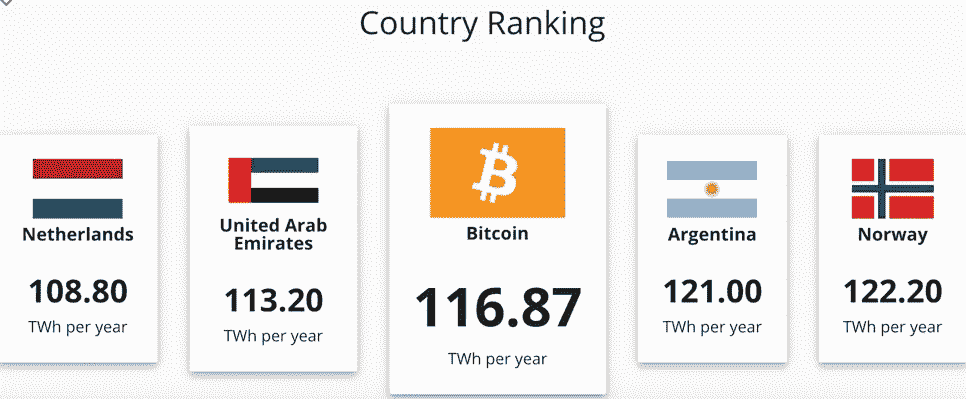 Country Ranking
Netherlands
108.80
TWh per year
United Arab
Emirates
113.20
TWh per year
Bitcoin
116.87
TWh per year
Argentina
121.00
TWh per year
Norway
122.20
TWh per year